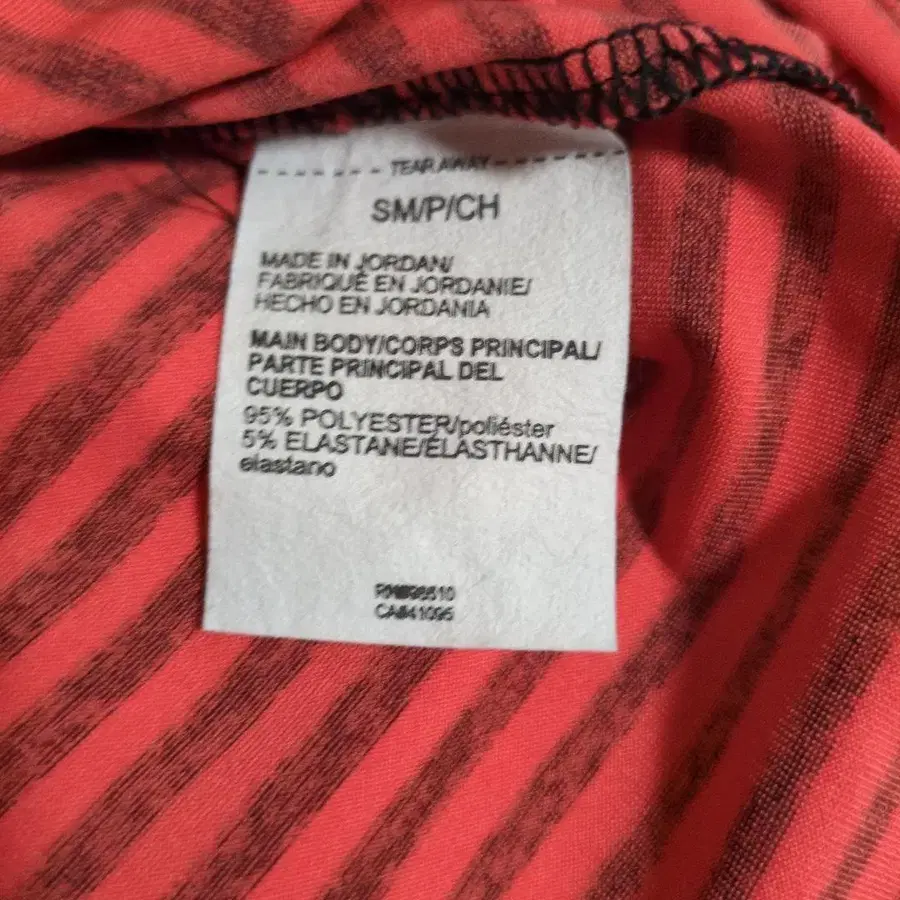 TEAR AWAY
SM/P/CH
MADE IN JORDAN/
FABRIQUÉ EN JORDANIE/
HECHO EN JORDANIA
MAIN BODY/CORPS PRINCIPAL/
PARTE PRINCIPAL DEL
CUERPO
95% POLYESTER/poliéster
5% ELASTANE/ÉLASTHANNE/
elastano
CA#41095